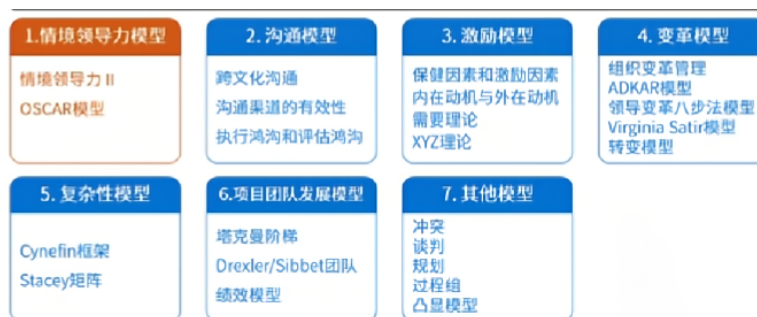 1.情境领导力模型
情境领导力 II
OSCAR模型
2. 沟通模型
跨文化沟通
沟通渠道的有效性
执行鸿沟和评估鸿沟
3. 激励模型
保健因素和激励因素
内在动机与外在动机
需要理论
XYZ理论
4. 变革模型
组织变革管理
ADKAR模型
领导变革八步法模型
Virginia Satir模型
转变模型
5. 复杂性模型
Cynefin框架
Stacey矩阵
6.项目团队发展模型
塔克曼阶梯
Drexler/Sibbet团队
绩效模型
7. 其他模型
冲突
谈判
规划
过程组
凸显模型